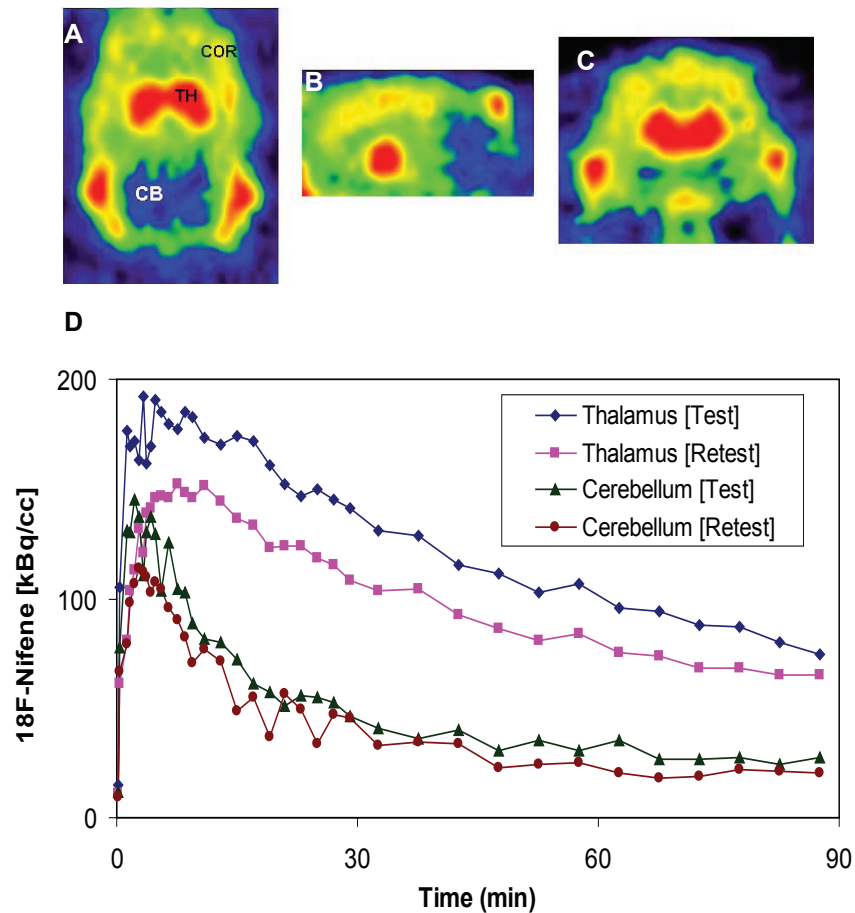 A
COR
TH
CB
B
C
D
200
100
0
0
30
60
90
18F-Nifene [kBq/cc]
Time (min)
Thalamus [Test]
Thalamus [Retest]
Cerebellum [Test]
Cerebellum [Retest]